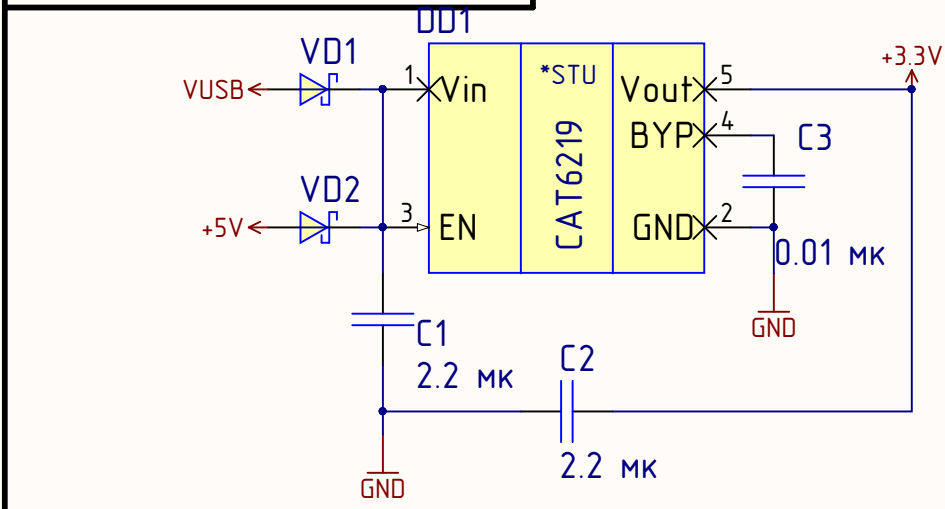 DD1
VD1
VUSB
1
Vin
*STU
Vout
5
+3.3V
BYP
4
C3
VD2
+5V
3
EN
CAT6219
GND
2
0.01 мк
GND
C1
2.2 мк
C2
2.2 мк
GND